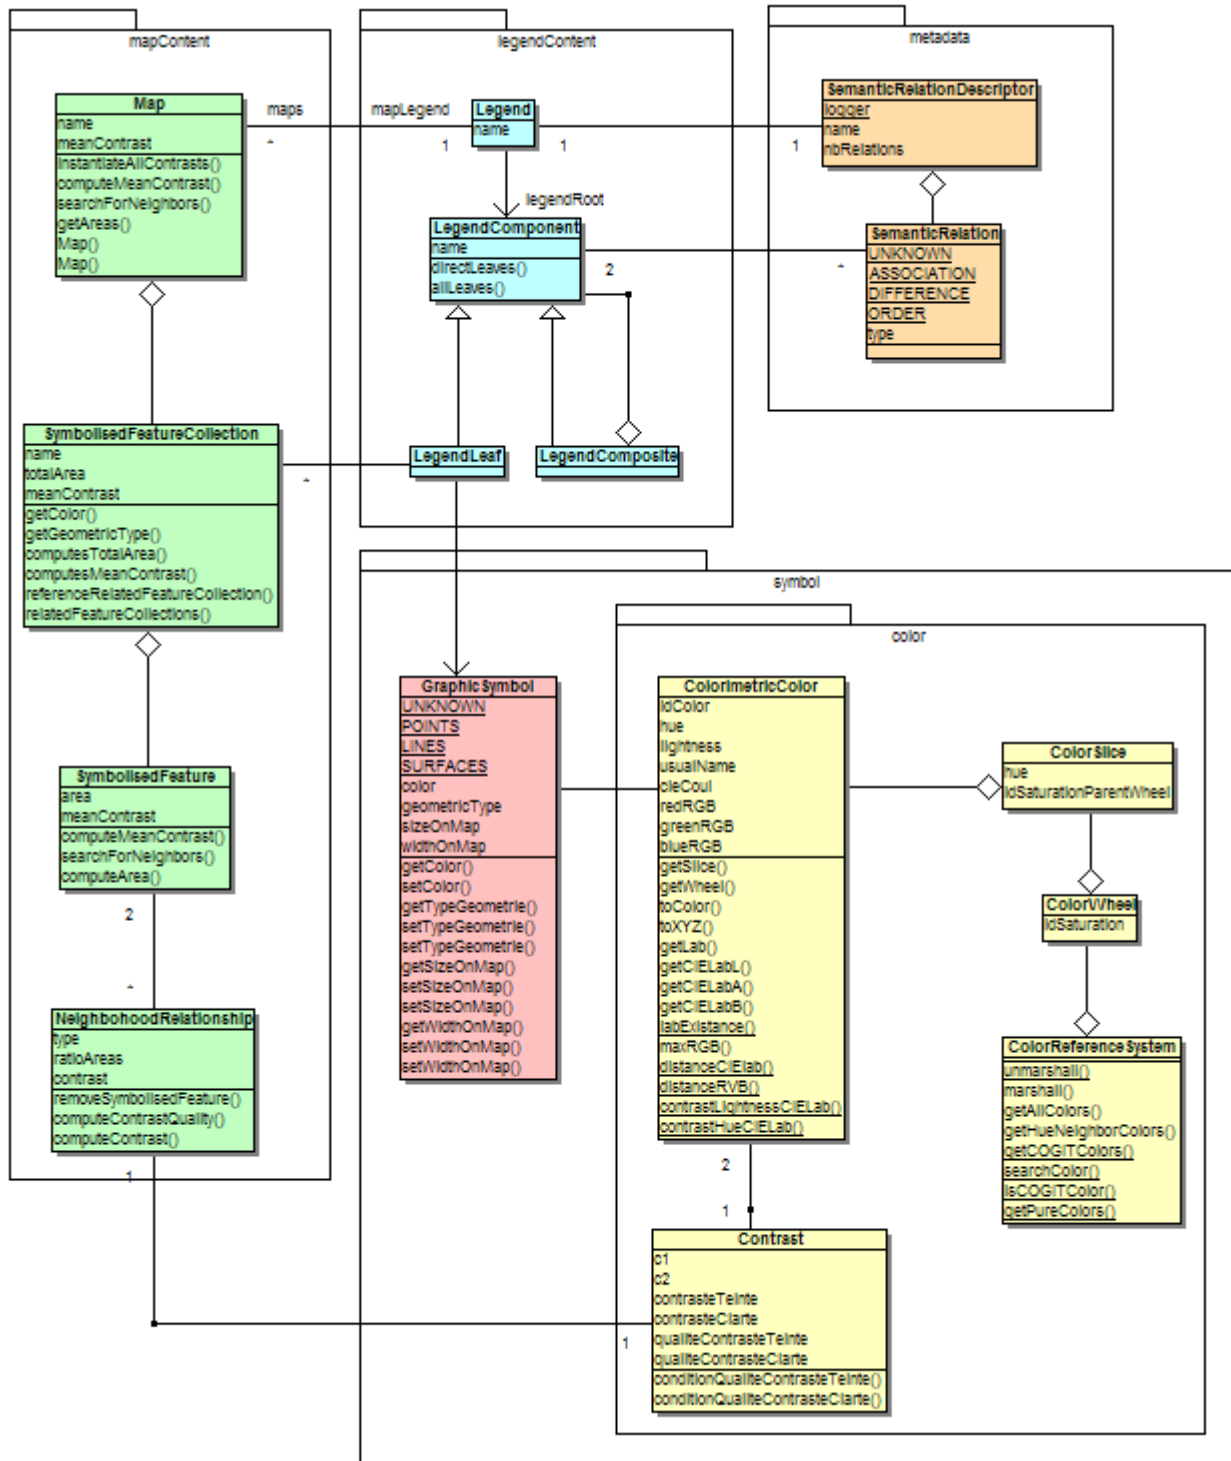 mapContent
Map
name
meanContrast
instantiateAllContrasts()
computeMeanContrast()
searchForNeighbors()
getAreas()
Map()
Map()
maps
*
SymbolisedFeatureCollection
name
totalArea
meanContrast
getColor()
getGeometricType()
computesTotalArea()
computesMeanContrast()
referenceRelatedFeatureCollection()
relatedFeatureCollections()
*
SymbolisedFeature
area
meanContrast
computeMeanContrast()
searchForNeighbors()
computeArea()
2
*
NeighbohoodRelationship
type
ratioAreas
contrast
removeSymbolisedFeature()
computeContrastQuality()
computeContrast()
1
legendContent
mapLegend
1
Legend
name
1
legendRoot
LegendComponent
name
directLeaves()
allLeaves()
2
LegendLeaf
LegendComposite
metadata
SemanticRelationDescriptor
logger
name
nbRelations
1
SemanticRelation
UNKNOWN
ASSOCIATION
DIFFERENCE
ORDER
type
*
symbol
GraphicSymbol
UNKNOWN
POINTS
LINES
SURFACES
color
geometricType
sizeOnMap
widthOnMap
getColor()
setColor()
getTypeGeometrie()
setTypeGeometrie()
setTypeGeometrie()
getSizeOnMap()
setSizeOnMap()
setSizeOnMap()
getWidthOnMap()
setWidthOnMap()
setWidthOnMap()
color
ColorimetricColor
idColor
hue
lightness
usualName
cleCoul
redRGB
greenRGB
blueRGB
getSlice()
getWheel()
toColor()
toXYZ()
getLab()
getCIELabL()
getCIELabA()
getCIELabB()
labExistance()
maxRGB()
distanceCIElab()
distanceRVB()
contrastLightnessCIELab()
contrastHueCIELab()
2
1
Contrast
c1
c2
contrasteTeinte
contrasteClarte
qualiteContrasteTeinte
qualiteContrasteClarte
conditionQualiteContrasteTeinte()
conditionQualiteContrasteClarte()
1
ColorSlice
hue
idSaturationParentWheel
ColorWheel
idSaturation
ColorReferenceSystem
unmarshall()
marshall()
getAllColors()
getHueNeighborColors()
getCOGITColors()
searchColor()
isCOGITColor()
getPureColors()